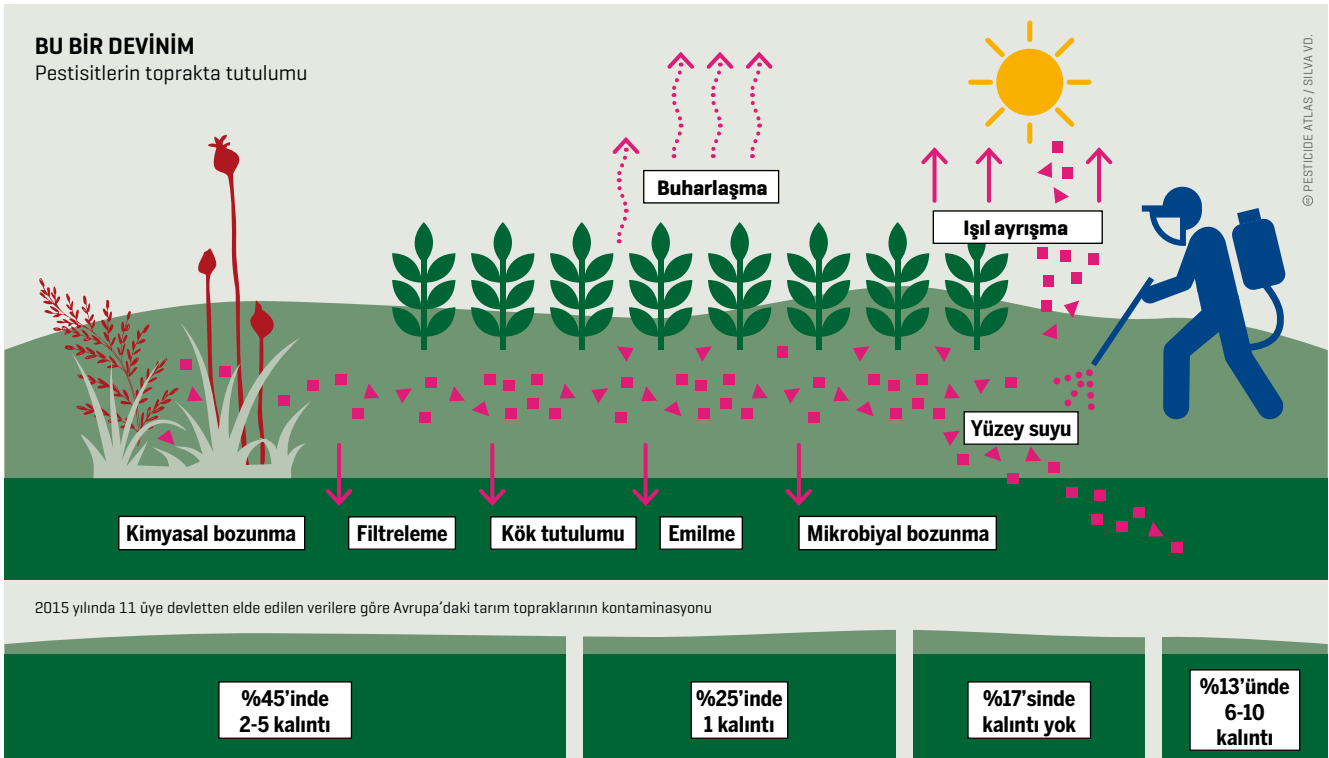 BU BİR DEVİNİM
Pestisitlerin toprakta tutulumu
© PESTICIDE ATLAS / SILVA VD.
Buharlaşma
Işıl ayrışma
Yüzey suyu
Kimyasal bozunma
Filtreleme
Kök tutulumu
Emilme
Mikrobiyal bozunma
2015 yılında 11 üye devletten elde edilen verilere göre Avrupa’daki tarım topraklarının kontaminasyonu
%45’inde
2-5 kalıntı
%25’inde
1 kalıntı
%17’sinde
kalıntı yok
%13’ünde
6-10
kalıntı